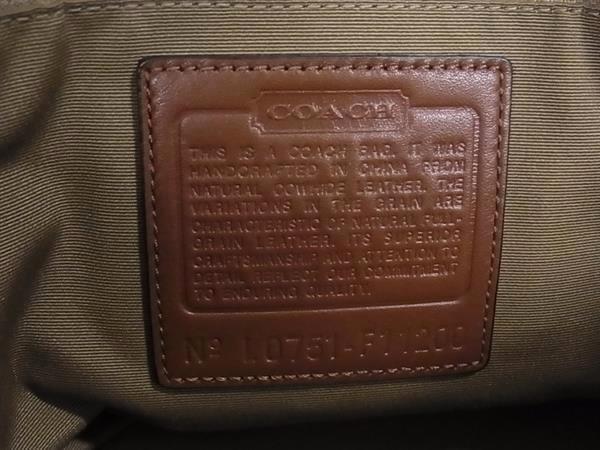 COACH
THIS IS A COACH BAG. IT WAS
HANDCRAFTED IN CHINA FROM
NATURAL COWHIDE LEATHER. THE
VARIATIONS IN THE GRAIN ARE
CHARACTERISTIC OF NATURAL FULL
GRAIN LEATHER. ITS SUPERIOR
CRAFTSMANSHIP AND ATTENTION TO
DETAIL REFLECT OUR COMMITMENT
TO ENDURING QUALITY.
Nº L0751-F11200